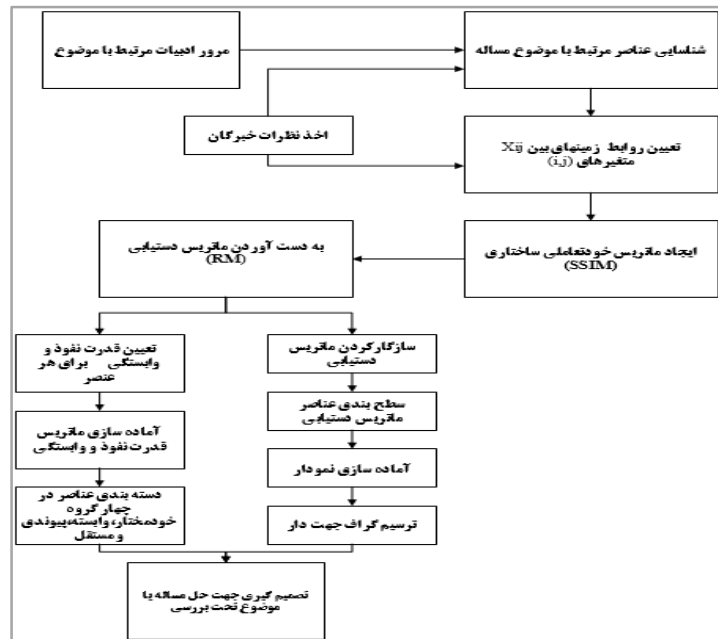 شناسایی عناصر مرتبط با موضوع مساله
مرور ادبیات مرتبط با موضوع
اخذ نظرات خبرگان
تعیین روابط زمینهای بین Xij
متغیرهای (i,j)
ایجاد ماتریس خودتعاملی ساختاری
(SSIM)
به دست آوردن ماتریس دستیابی
(RM)
سازگارکردن ماتریس
دستیابی
سطح بندی عناصر
ماتریس دستیابی
آماده سازی نمودار
ترسیم گراف جهت دار
تعیین قدرت نفوذ و
وابستگی برای هر
عنصر
آماده سازی ماتریس
قدرت نفوذ و وابستگی
دسته بندی عناصر در
چهار گروه
خودمختار، وابسته، پیوندی
و مستقل
تصمیم گیری جهت حل مساله یا
موضوع تحت بررسی